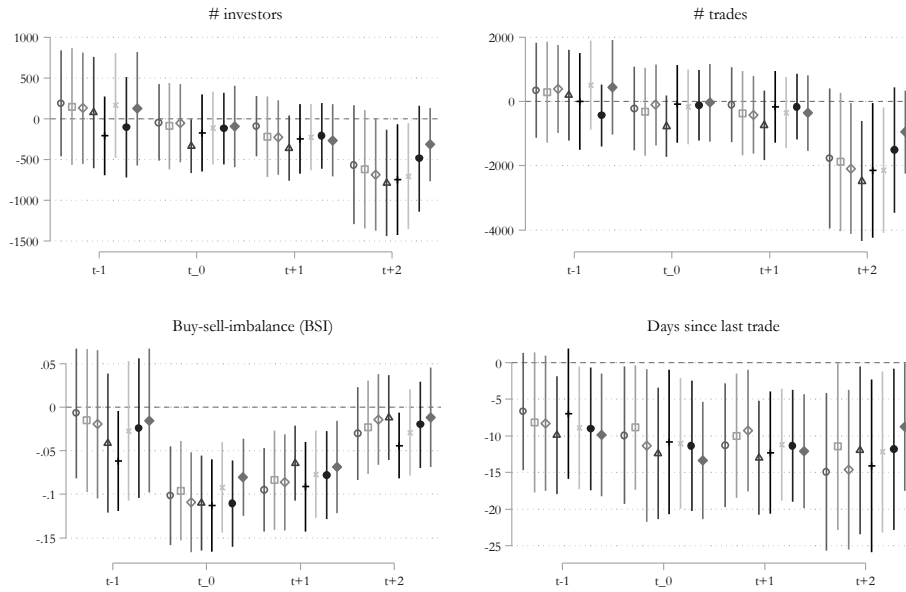 # investors
1000
500
0
-500
-1000
-1500
t-1
t_0
t+1
t+2
# trades
2000
0
-2000
-4000
t-1
t_0
t+1
t+2
Buy-sell-imbalance (BSI)
.05
0
-.05
-.1
-.15
t-1
t_0
t+1
t+2
Days since last trade
0
-5
-10
-15
-20
-25
t-1
t_0
t+1
t+2